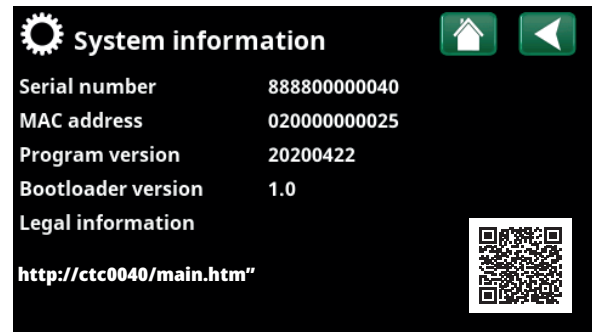 System information
Serial number 888800000040
MAC address 020000000025
Program version 20200422
Bootloader version 1.0
Legal information
http://ctc0040/main.htm”